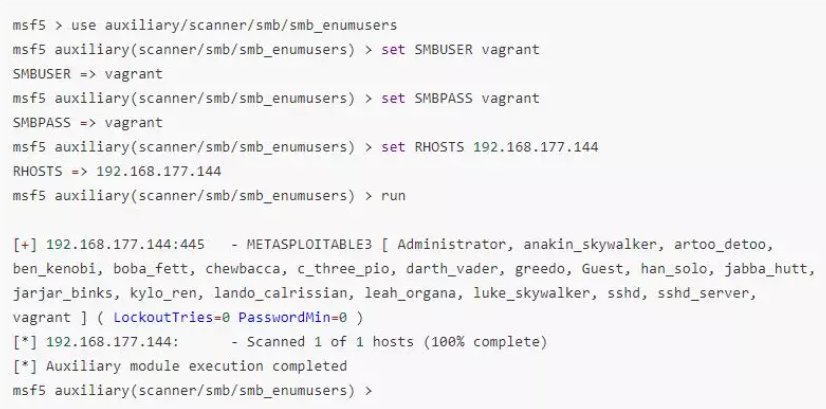 msf5 > use auxiliary/scanner/smb/smb_enumusers
msf5 auxiliary(scanner/smb/smb_enumusers) > set SMBUSER vagrant
SMBUSER => vagrant
msf5 auxiliary(scanner/smb/smb_enumusers) > set SMBPASS vagrant
SMBPASS => vagrant
msf5 auxiliary(scanner/smb/smb_enumusers) > set RHOSTS 192.168.177.144
RHOSTS => 192.168.177.144
msf5 auxiliary(scanner/smb/smb_enumusers) > run
[+] 192.168.177.144:445   - METASPLOITABLE3 [ Administrator, anakin_skywalker, artoo_detoo,
ben_kenobi, boba_fett, chewbacca, c_three_pio, darth_vader, greedo, Guest, han_solo, jabba_hutt,
jarjar_binks, kylo_ren, lando_calrissian, leah_organa, luke_skywalker, sshd, sshd_server,
vagrant ] ( LockoutTries=0 PasswordMin=0 )
[*] 192.168.177.144:      - Scanned 1 of 1 hosts (100% complete)
[*] Auxiliary module execution completed
msf5 auxiliary(scanner/smb/smb_enumusers) >